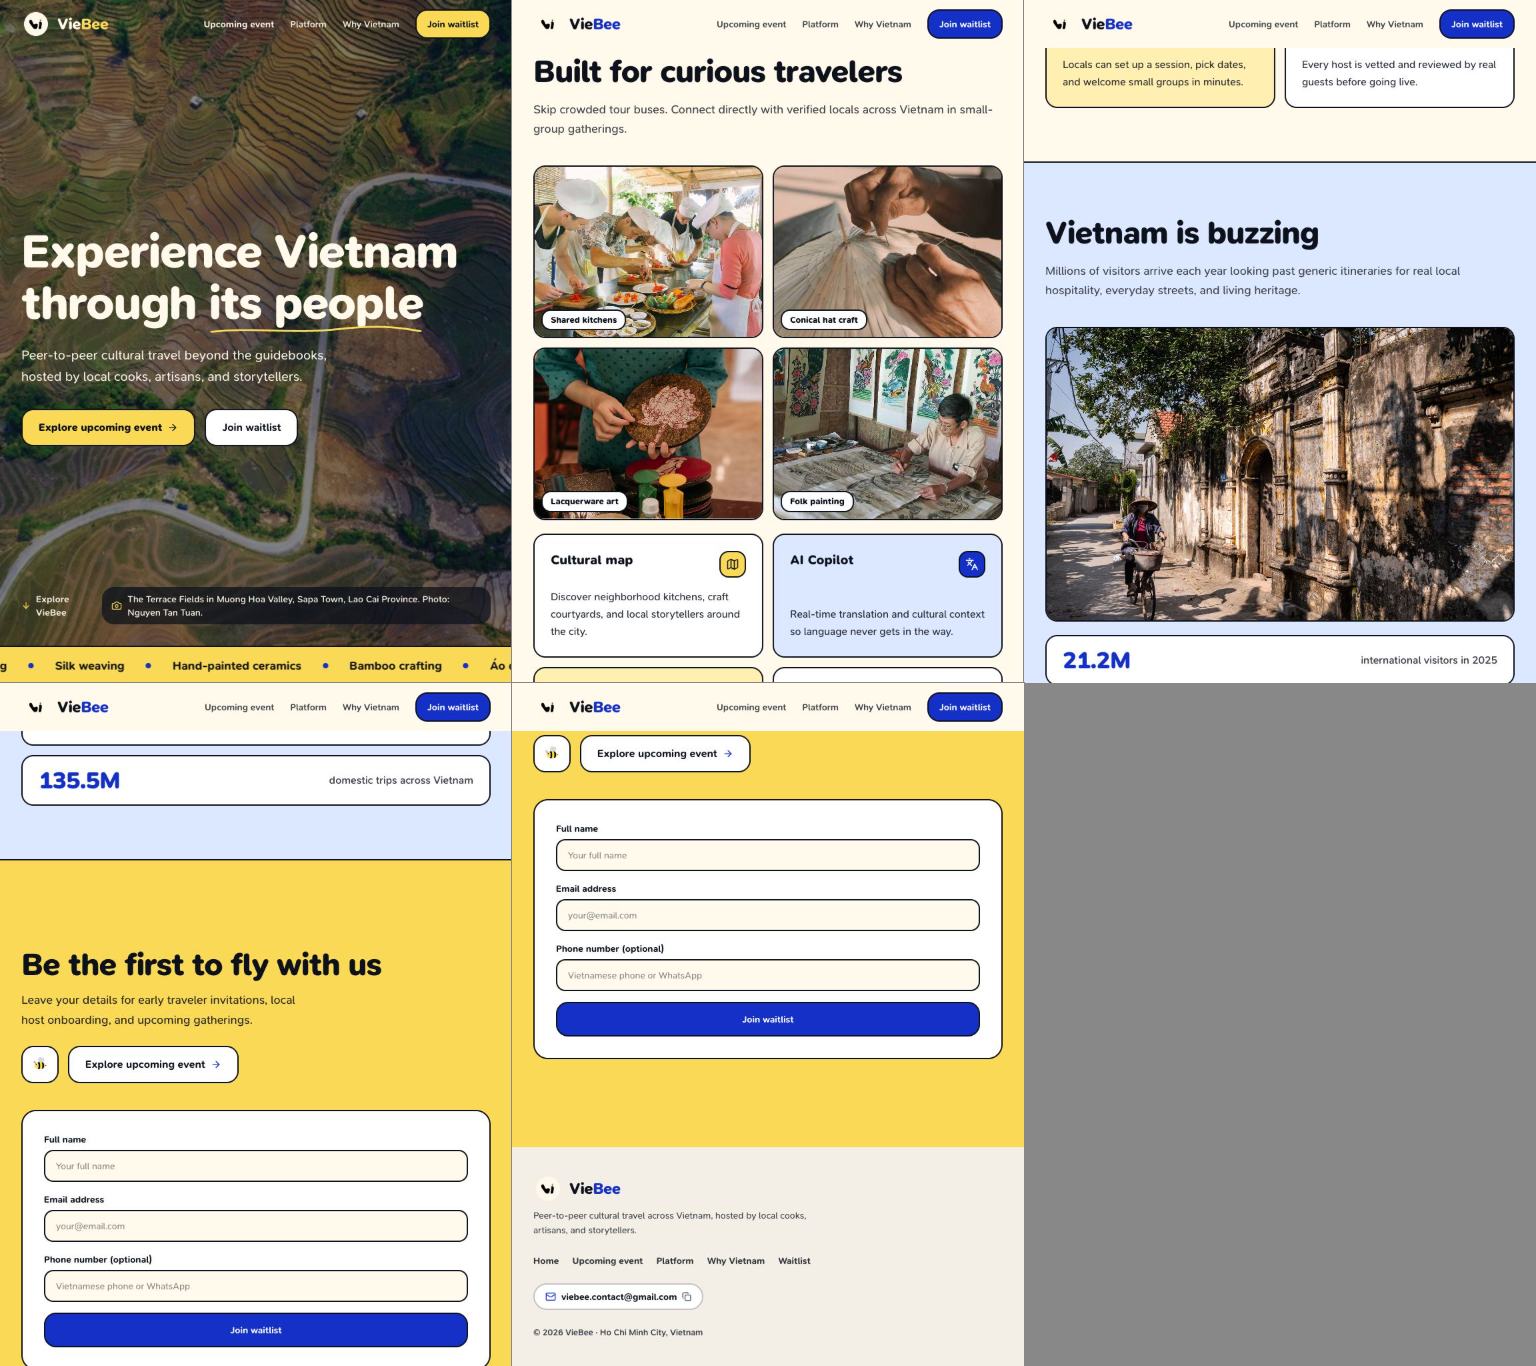 VieBee
Upcoming event
Platform
Why Vietnam
Join waitlist
Experience Vietnam
through its people
Peer-to-peer cultural travel beyond the guidebooks,
hosted by local cooks, artisans, and storytellers.
Explore upcoming event →
Join waitlist
Explore
VieBee
The Terrace Fields in Muong Hoa Valley, Sapa Town, Lao Cai Province. Photo:
Nguyen Tan Tuan.
g • Silk weaving • Hand-painted ceramics • Bamboo crafting • Áo
VieBee
Upcoming event
Platform
Why Vietnam
Join waitlist
Built for curious travelers
Skip crowded tour buses. Connect directly with verified locals across Vietnam in small-
group gatherings.
Shared kitchens
Conical hat craft
Lacquerware art
Folk painting
Cultural map
Discover neighborhood kitchens, craft
courtyards, and local storytellers around
the city.
AI Copilot
Real-time translation and cultural context
so language never gets in the way.
VieBee
Upcoming event
Platform
Why Vietnam
Join waitlist
Locals can set up a session, pick dates,
and welcome small groups in minutes.
Every host is vetted and reviewed by real
guests before going live.
Vietnam is buzzing
Millions of visitors arrive each year looking past generic itineraries for real local
hospitality, everyday streets, and living heritage.
21.2M
international visitors in 2025
VieBee
Upcoming event
Platform
Why Vietnam
Join waitlist
135.5M
domestic trips across Vietnam
Be the first to fly with us
Leave your details for early traveler invitations, local
host onboarding, and upcoming gatherings.
Explore upcoming event →
Full name
Your full name
Email address
your@email.com
Phone number (optional)
Vietnamese phone or WhatsApp
Join waitlist
VieBee
Upcoming event
Platform
Why Vietnam
Join waitlist
Explore upcoming event →
Full name
Your full name
Email address
your@email.com
Phone number (optional)
Vietnamese phone or WhatsApp
Join waitlist
VieBee
Peer-to-peer cultural travel across Vietnam, hosted by local cooks,
artisans, and storytellers.
Home
Upcoming event
Platform
Why Vietnam
Waitlist
viebee.contact@gmail.com
© 2026 VieBee · Ho Chi Minh City, Vietnam